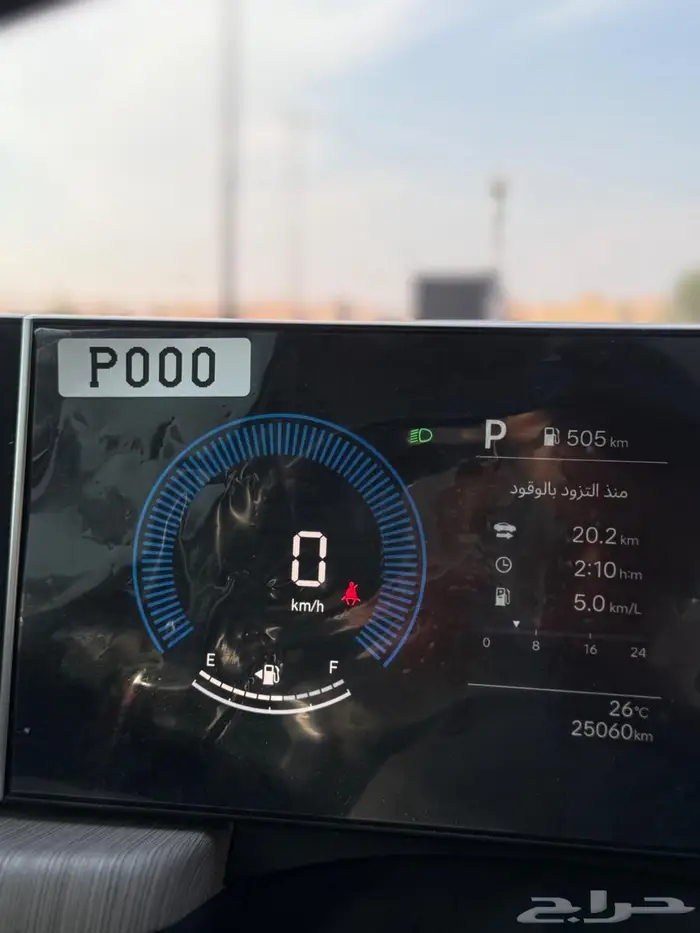 P000
P 505 km
منذ التزود بالوقود
20.2 km
2:10 h:m
5.0 km/L
0 8 16 24
0
km/h
E F
26°C
25060km
حراج